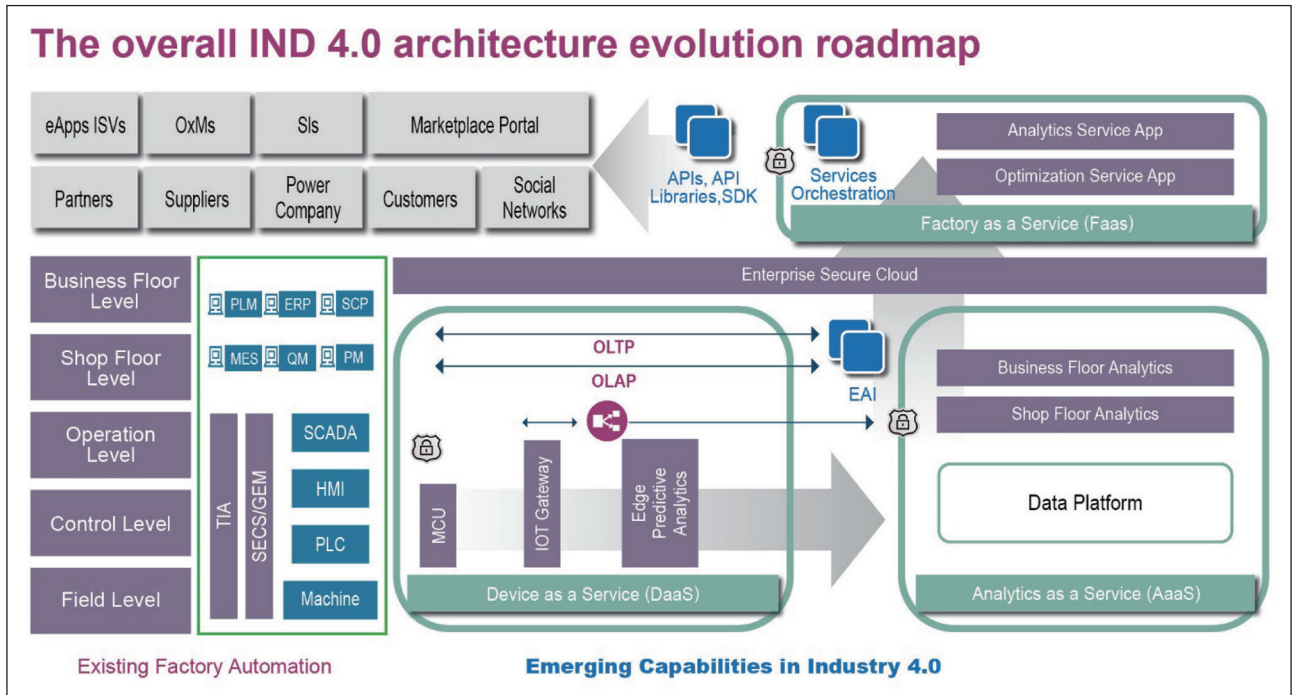 The overall IND 4.0 architecture evolution roadmap
eApps ISVs
OxMs
SIs
Marketplace Portal
Partners
Suppliers
Power
Company
Customers
Social
Networks
APIs, API
Libraries,SDK
Services
Orchestration
Analytics Service App
Optimization Service App
Factory as a Service (Faas)
Business Floor
Level
Shop Floor
Level
Operation
Level
Control Level
Field Level
PLM
ERP
SCP
MES
QM
PM
TIA
SECS/GEM
SCADA
HMI
PLC
Machine
Enterprise Secure Cloud
OLTP
OLAP
EAI
MCU
IOT Gateway
Edge
Predictive
Analytics
Device as a Service (DaaS)
Business Floor Analytics
Shop Floor Analytics
Data Platform
Analytics as a Service (AaaS)
Existing Factory Automation
Emerging Capabilities in Industry 4.0